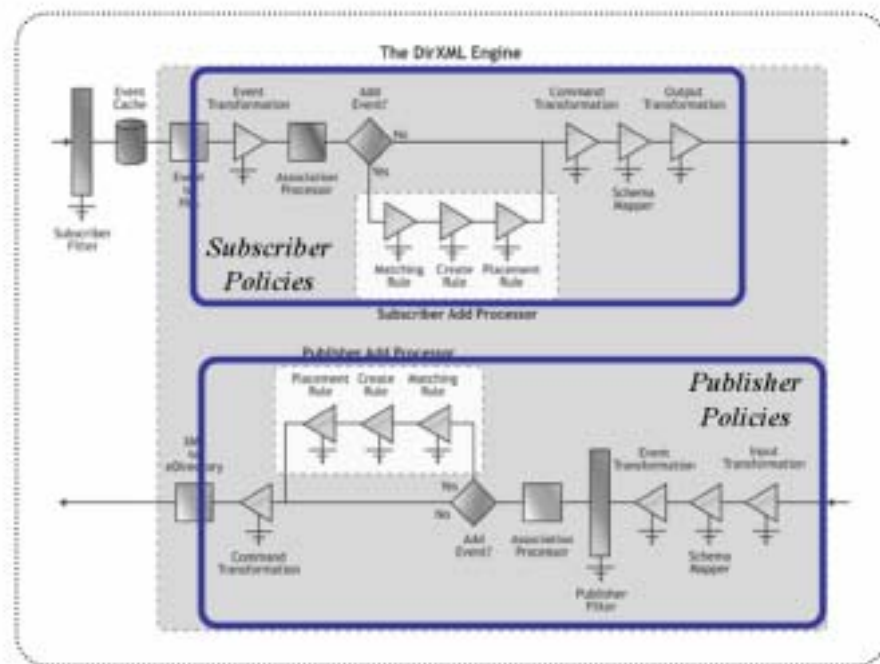 The DirXML Engine
Event
Cache
Event
Transformation
Add
Event?
Command
Transformation
Output
Transformation
No
Yes
Event
Association
Processor
Schema
Mapper
Subscriber
Filter
Subscriber
Policies
Matching
Rule
Create
Rule
Placement
Rule
Subscriber Add Processor
Publisher Add Processor
Placement
Rule
Create
Rule
Matching
Rule
Publisher
Policies
eDirectory
Event
Transformation
Input
Transformation
Yes
No
Command
Transformation
Add
Event?
Association
Processor
Schema
Mapper
Publisher
Filter